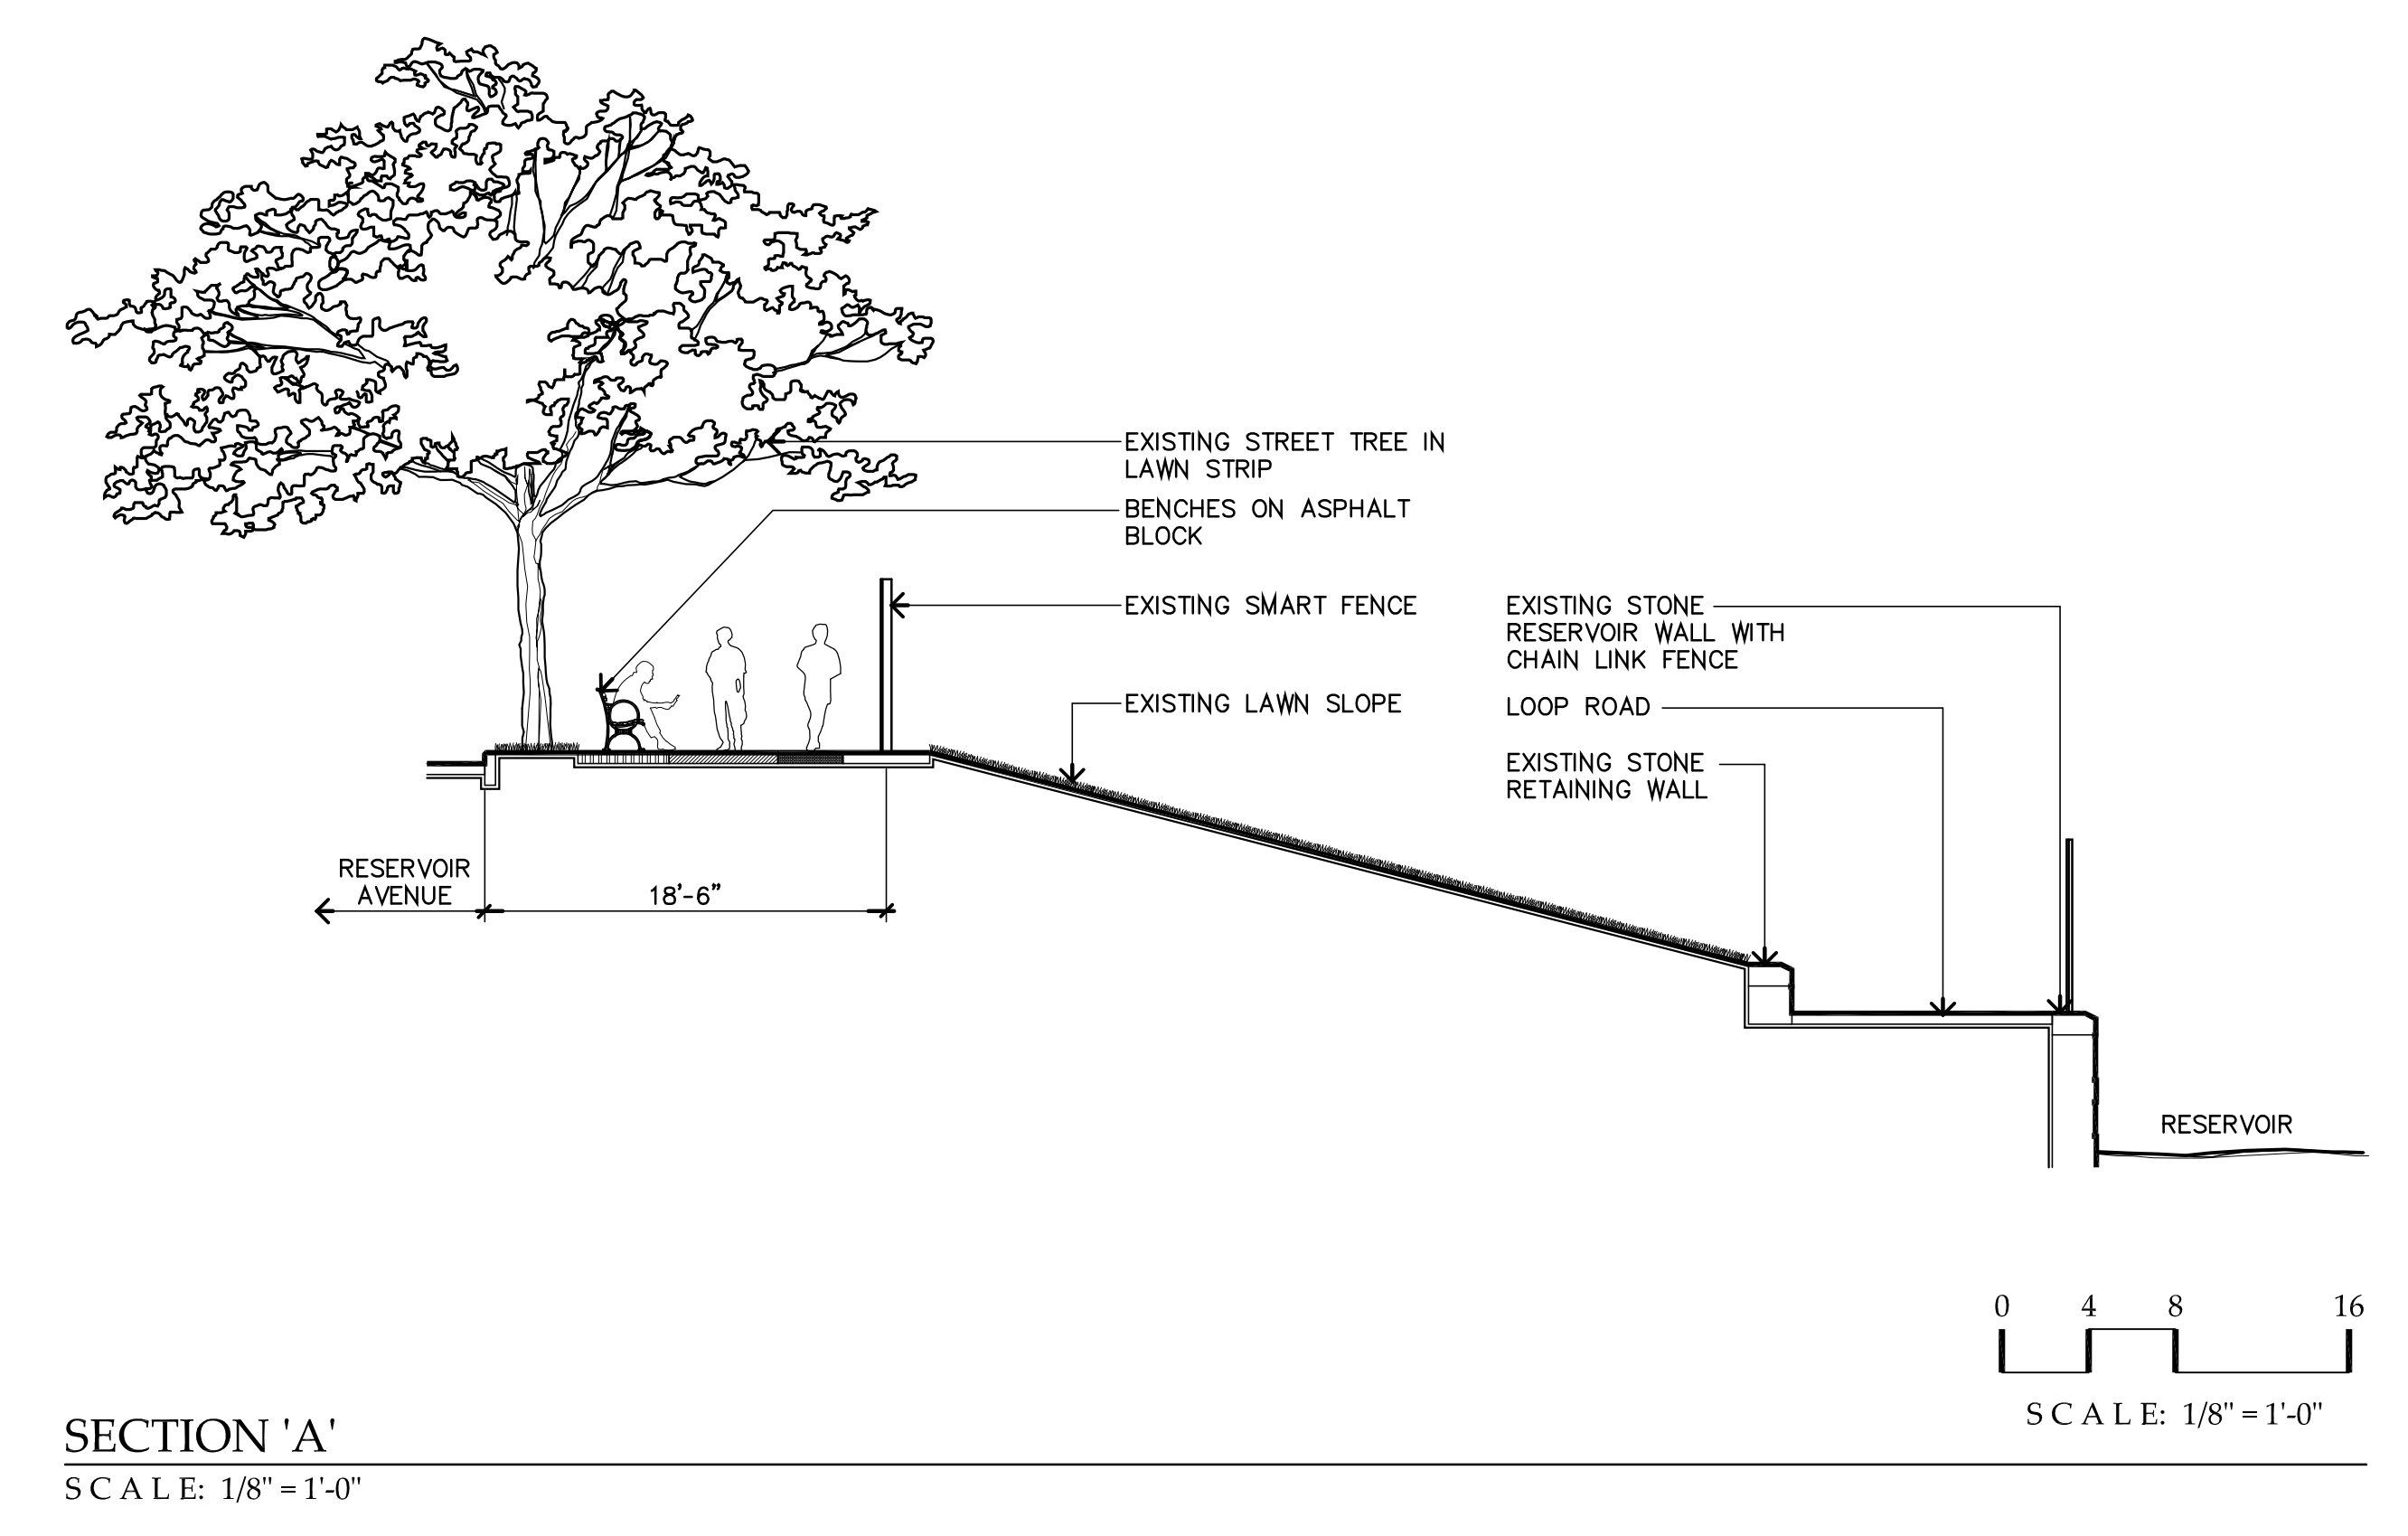 EXISTING STREET TREE IN
LAWN STRIP
BENCHES ON ASPHALT
BLOCK
EXISTING SMART FENCE
EXISTING LAWN SLOPE
EXISTING STONE
RESERVOIR WALL WITH
CHAIN LINK FENCE
LOOP ROAD
EXISTING STONE
RETAINING WALL
RESERVOIR
AVENUE
18'-6"
RESERVOIR
0 4 8 16
SCALE: 1/8" = 1'-0"
SECTION 'A'
SCALE: 1/8" = 1'-0"